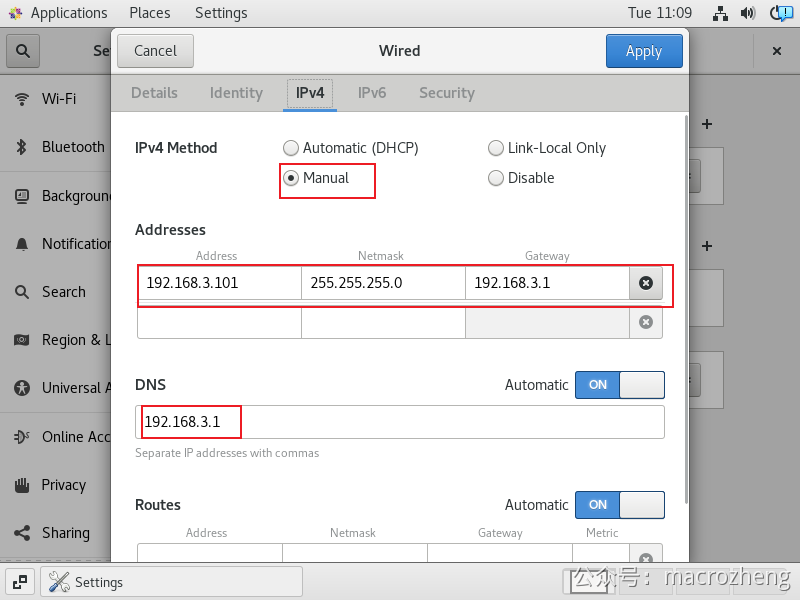 Applications Places Settings Tue 11:09
Se Cancel Wired Apply
Details Identity IPv4 IPv6 Security
Wi-Fi
Bluetooth
Backgroun
Notification
Search
Region & L
Universal A
Online Acc
Privacy
Sharing
IPv4 Method Automatic (DHCP) Link-Local Only
Manual Disable
Addresses
Address Netmask Gateway
192.168.3.101 255.255.255.0 192.168.3.1
DNS Automatic ON
192.168.3.1
Separate IP addresses with commas
Routes Automatic ON
Address Netmask Gateway Metric
Settings
公众号：macrozheng